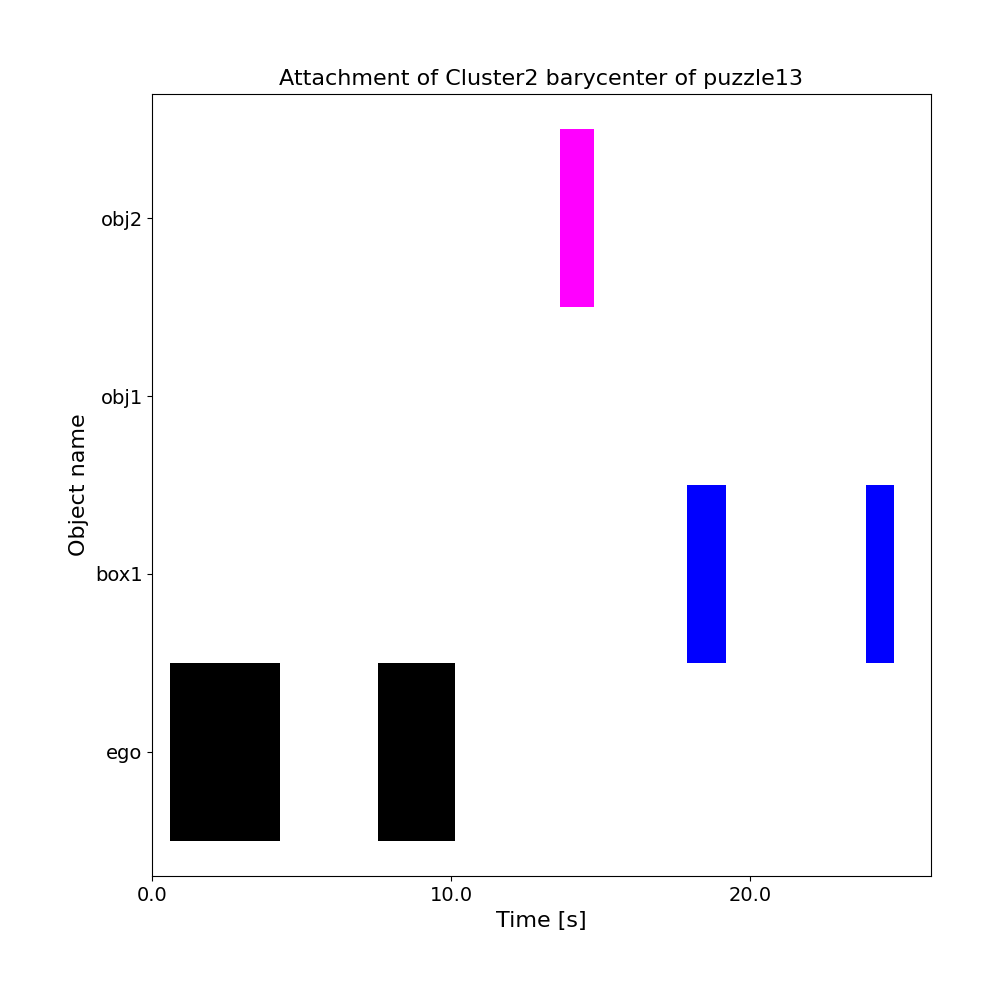 Attachment of Cluster2 barycenter of puzzle13
obj2
obj1
box1
ego
Object name
0.0 10.0 20.0
Time [s]